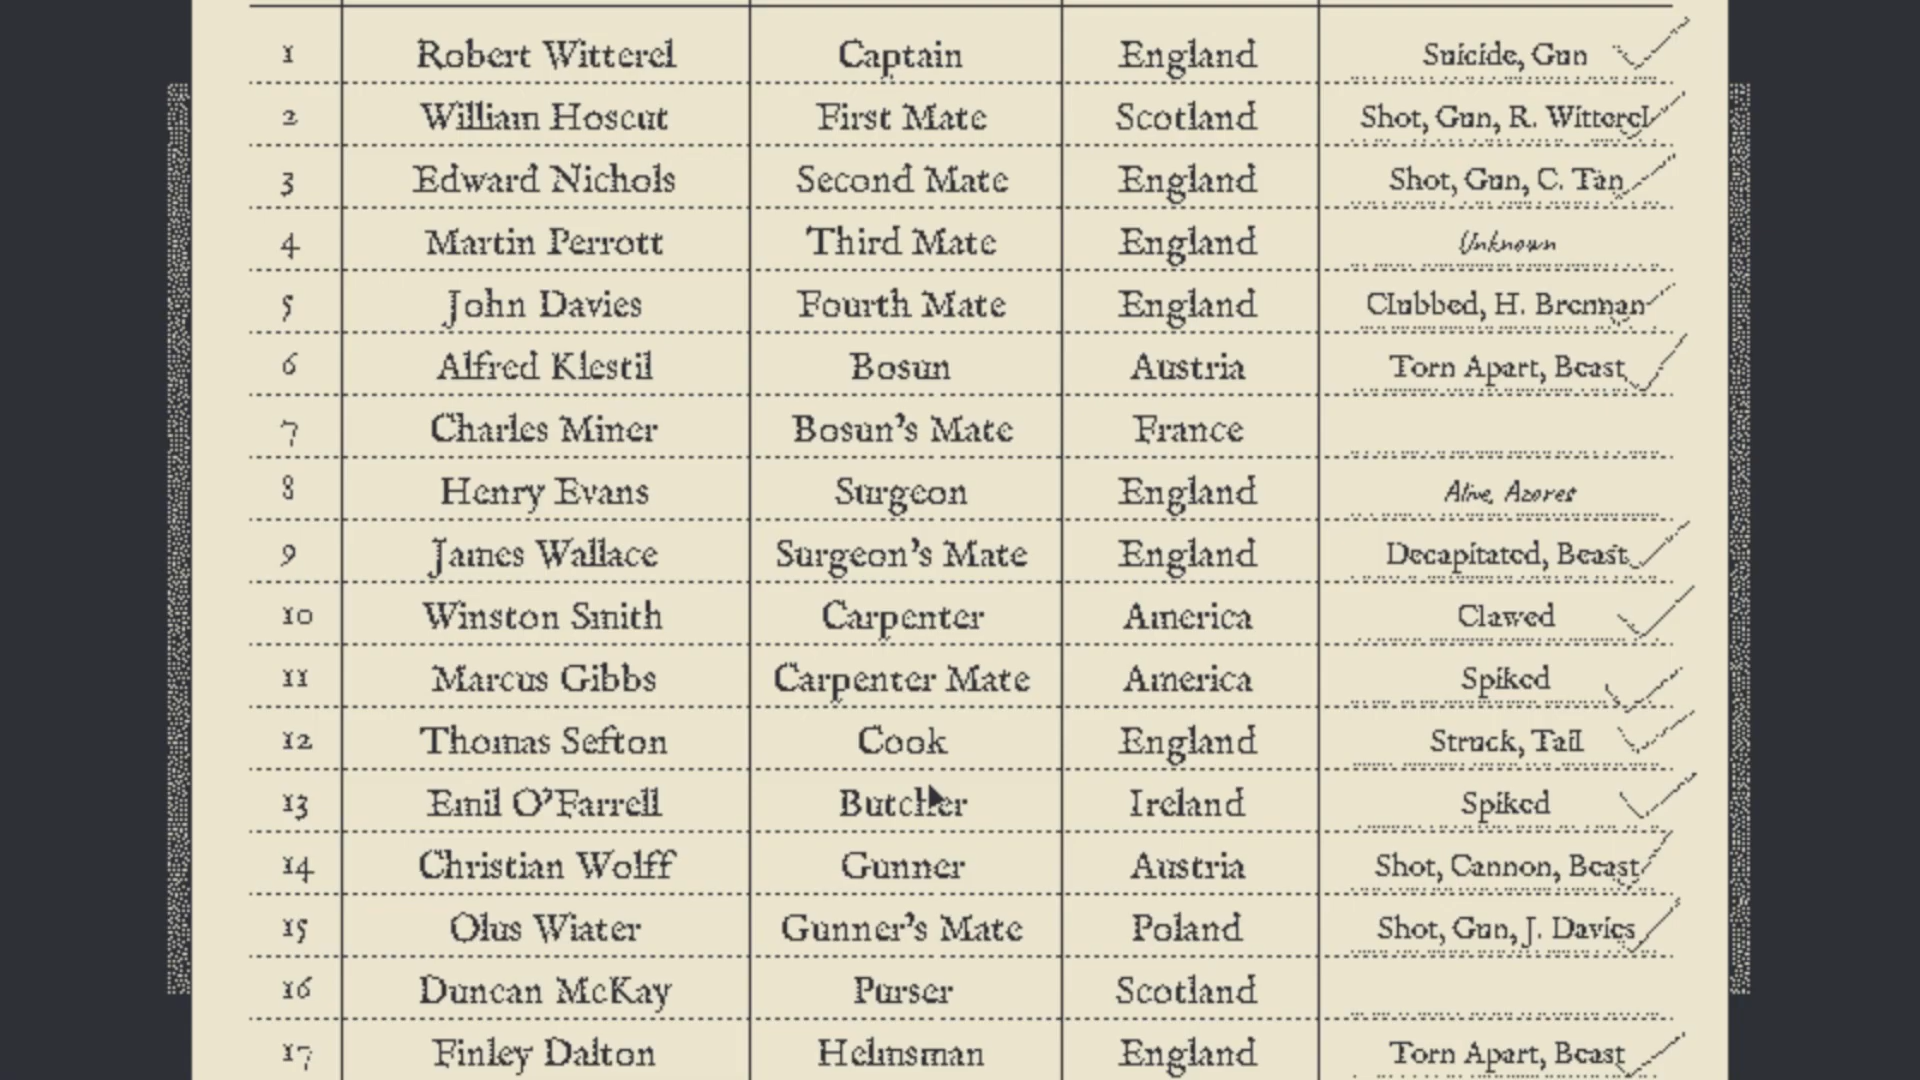 1 Robert Witterel Captain England Suicide, Gun
2 William Hoscut First Mate Scotland Shot, Gun, R. Witterel
3 Edward Nichols Second Mate England Shot, Gun, C. Tan
4 Martin Perrott Third Mate England Unknown
5 John Davies Fourth Mate England Clubbed, H. Brennan
6 Alfred Klestil Bosun Austria Torn Apart, Beast
7 Charles Miner Bosun's Mate France
8 Henry Evans Surgeon England Alive, Azores
9 James Wallace Surgeon's Mate England Decapitated, Beast
10 Winston Smith Carpenter America Clawed
11 Marcus Gibbs Carpenter Mate America Spiked
12 Thomas Sefton Cook England Struck, Tail
13 Emil O'Farrell Butcher Ireland Spiked
14 Christian Wolff Gunner Austria Shot, Cannon, Beast
15 Olus Wiater Gunner's Mate Poland Shot, Gun, J. Davies
16 Duncan McKay Purser Scotland
17 Finley Dalton Helmsman England Torn Apart, Beast